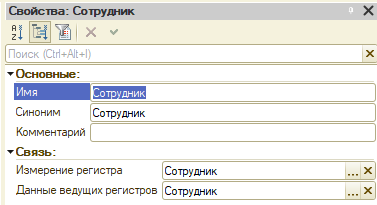 Свойства: Сотрудник
Поиск (Ctrl+Alt+I)
Основные:
Имя Сотрудник
Синоним Сотрудник
Комментарий
Связь:
Измерение регистра Сотрудник ...
Данные ведущих регистров Сотрудник ...